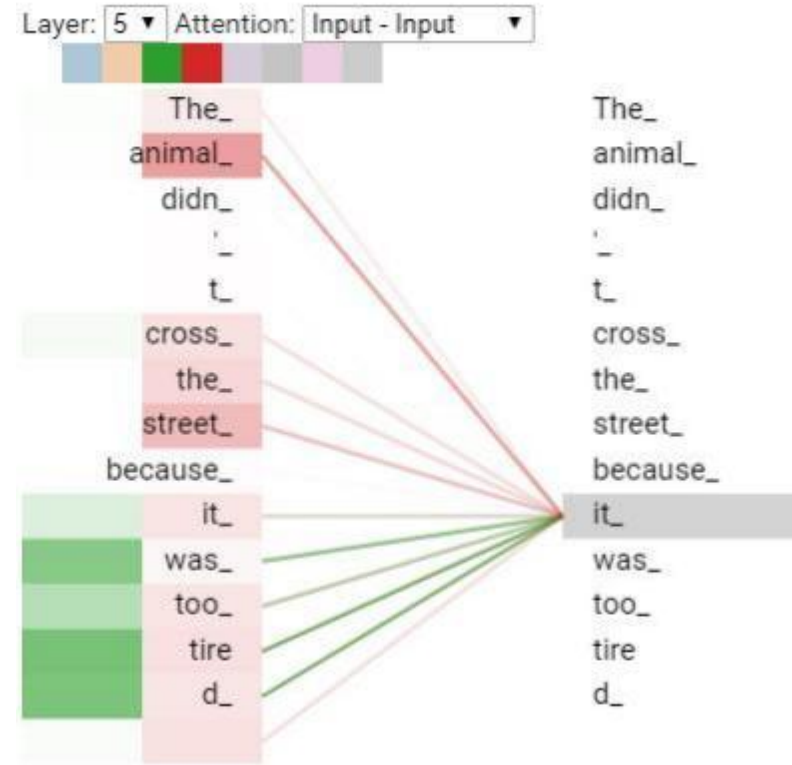 Layer: 5 Attention: Input - Input
The_ The_
animal_ animal_
didn_ didn_
'_ '_
t_ t_
cross_ cross_
the_ the_
street_ street_
because_ because_
it_ it_
was_ was_
too_ too_
tire tire
d_ d_